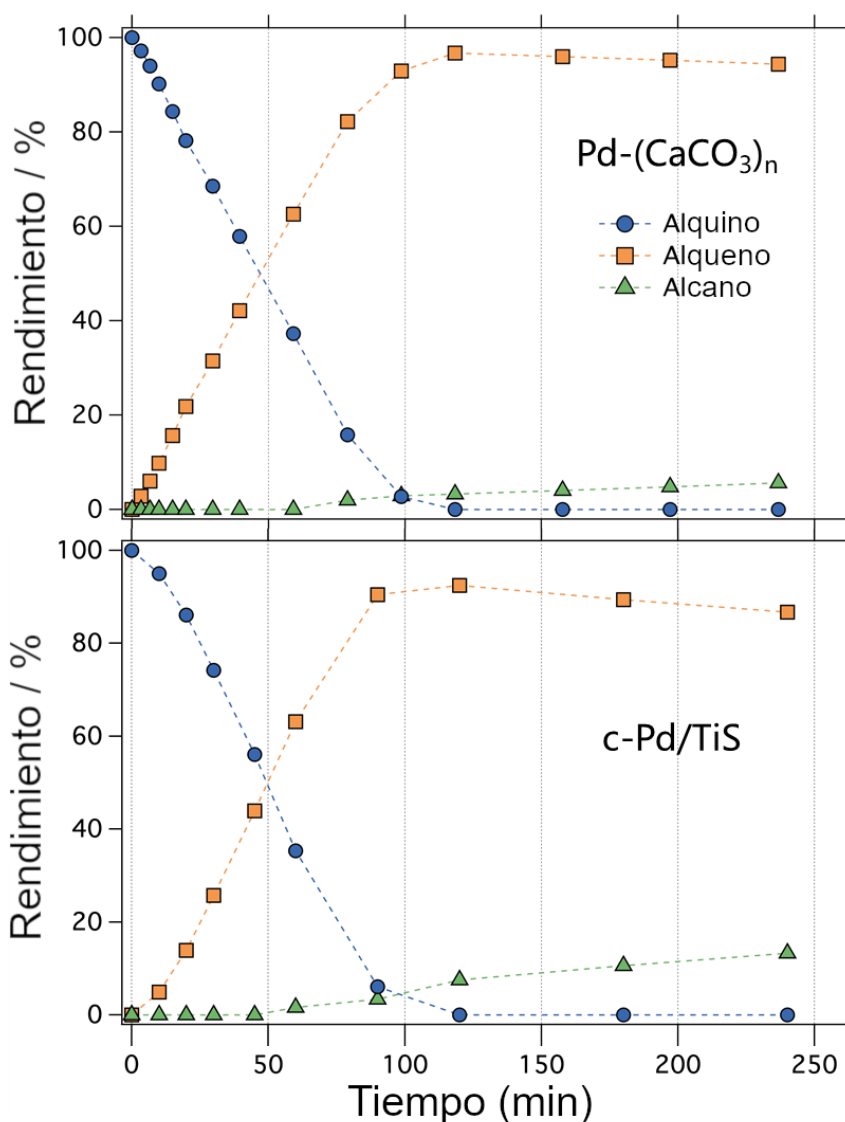 100
80
60
40
20
0
Rendimiento / %
Pd-(CaCO₃)ₙ
Alquino
Alqueno
Alcano
100
80
60
40
20
0
Rendimiento / %
c-Pd/TiS
0 50 100 150 200 250
Tiempo (min)